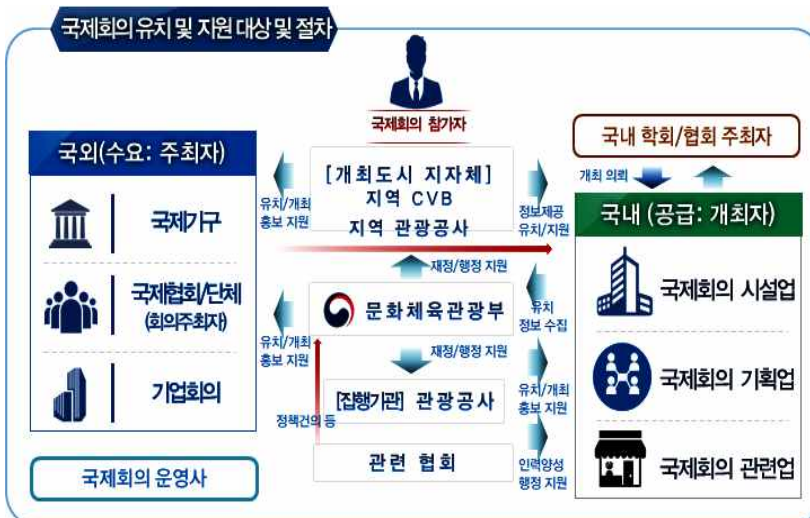 국제회의 유치 및 지원 대상 및 절차
국제회의 참가자
국외(수요: 주최자)
국제기구
국제협회/단체
(회의주최자)
기업회의
국제회의 운영사
유치/개최
홍보 지원
[개최도시 지자체]
지역 CVB
지역 관광공사
정보제공
유치/지원
재정/행정 지원
유치/개최
홍보 지원
문화체육관광부
유치
정보 수집
재정/행정 지원
[집행기관] 관광공사
유치/개최
홍보 지원
정책건의 등
관련 협회
인력양성
행정 지원
국내 학회/협회 주최자
개최 의뢰
국내 (공급: 개최자)
국제회의 시설업
국제회의 기획업
국제회의 관련업